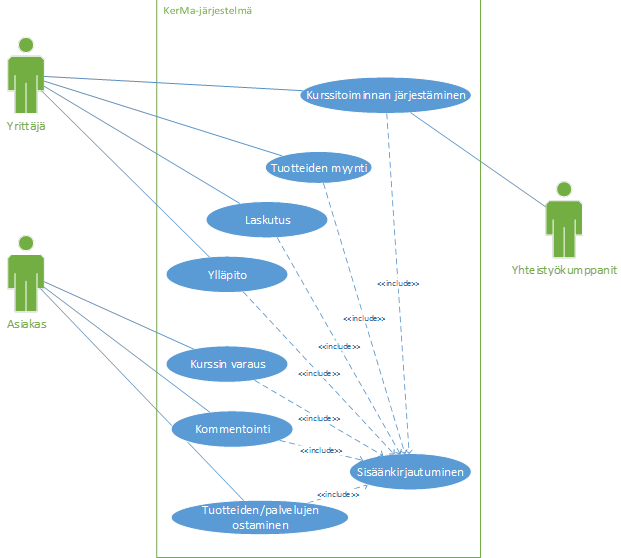 KerMa-järjestelmä
Kurssitoiminnan järjestäminen
Yrittäjä
Tuotteiden myynti
Laskutus
Yhteistyökumppanit
Ylläpito
<<include>>
<<include>>
Asiakas
<<include>>
Kurssin varaus
<<include>>
<<include>>
Kommentointi
<<include>>
Sisäänkirjautuminen
<<include>>
Tuotteiden/palvelujen
ostaminen